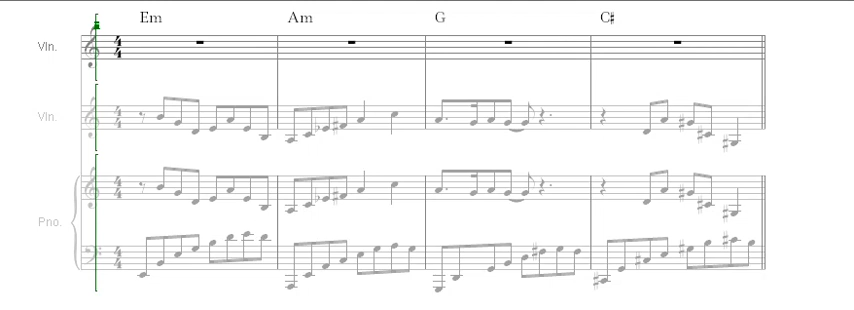 Em Am G C♯
Vln.
Vln.
Pno.